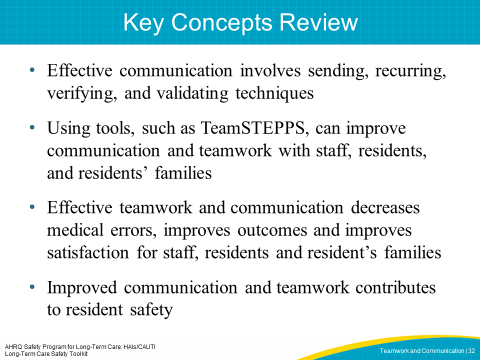 Key Concepts Review
• Effective communication involves sending, recurring,
verifying, and validating techniques
• Using tools, such as TeamSTEPPS, can improve
communication and teamwork with staff, residents,
and residents’ families
• Effective teamwork and communication decreases
medical errors, improves outcomes and improves
satisfaction for staff, residents and resident’s families
• Improved communication and teamwork contributes
to resident safety
AHRQ Safety Program for Long-Term Care: HAIs/CAUTI
Long-Term Care Safety Toolkit
Teamwork and Communication | 32